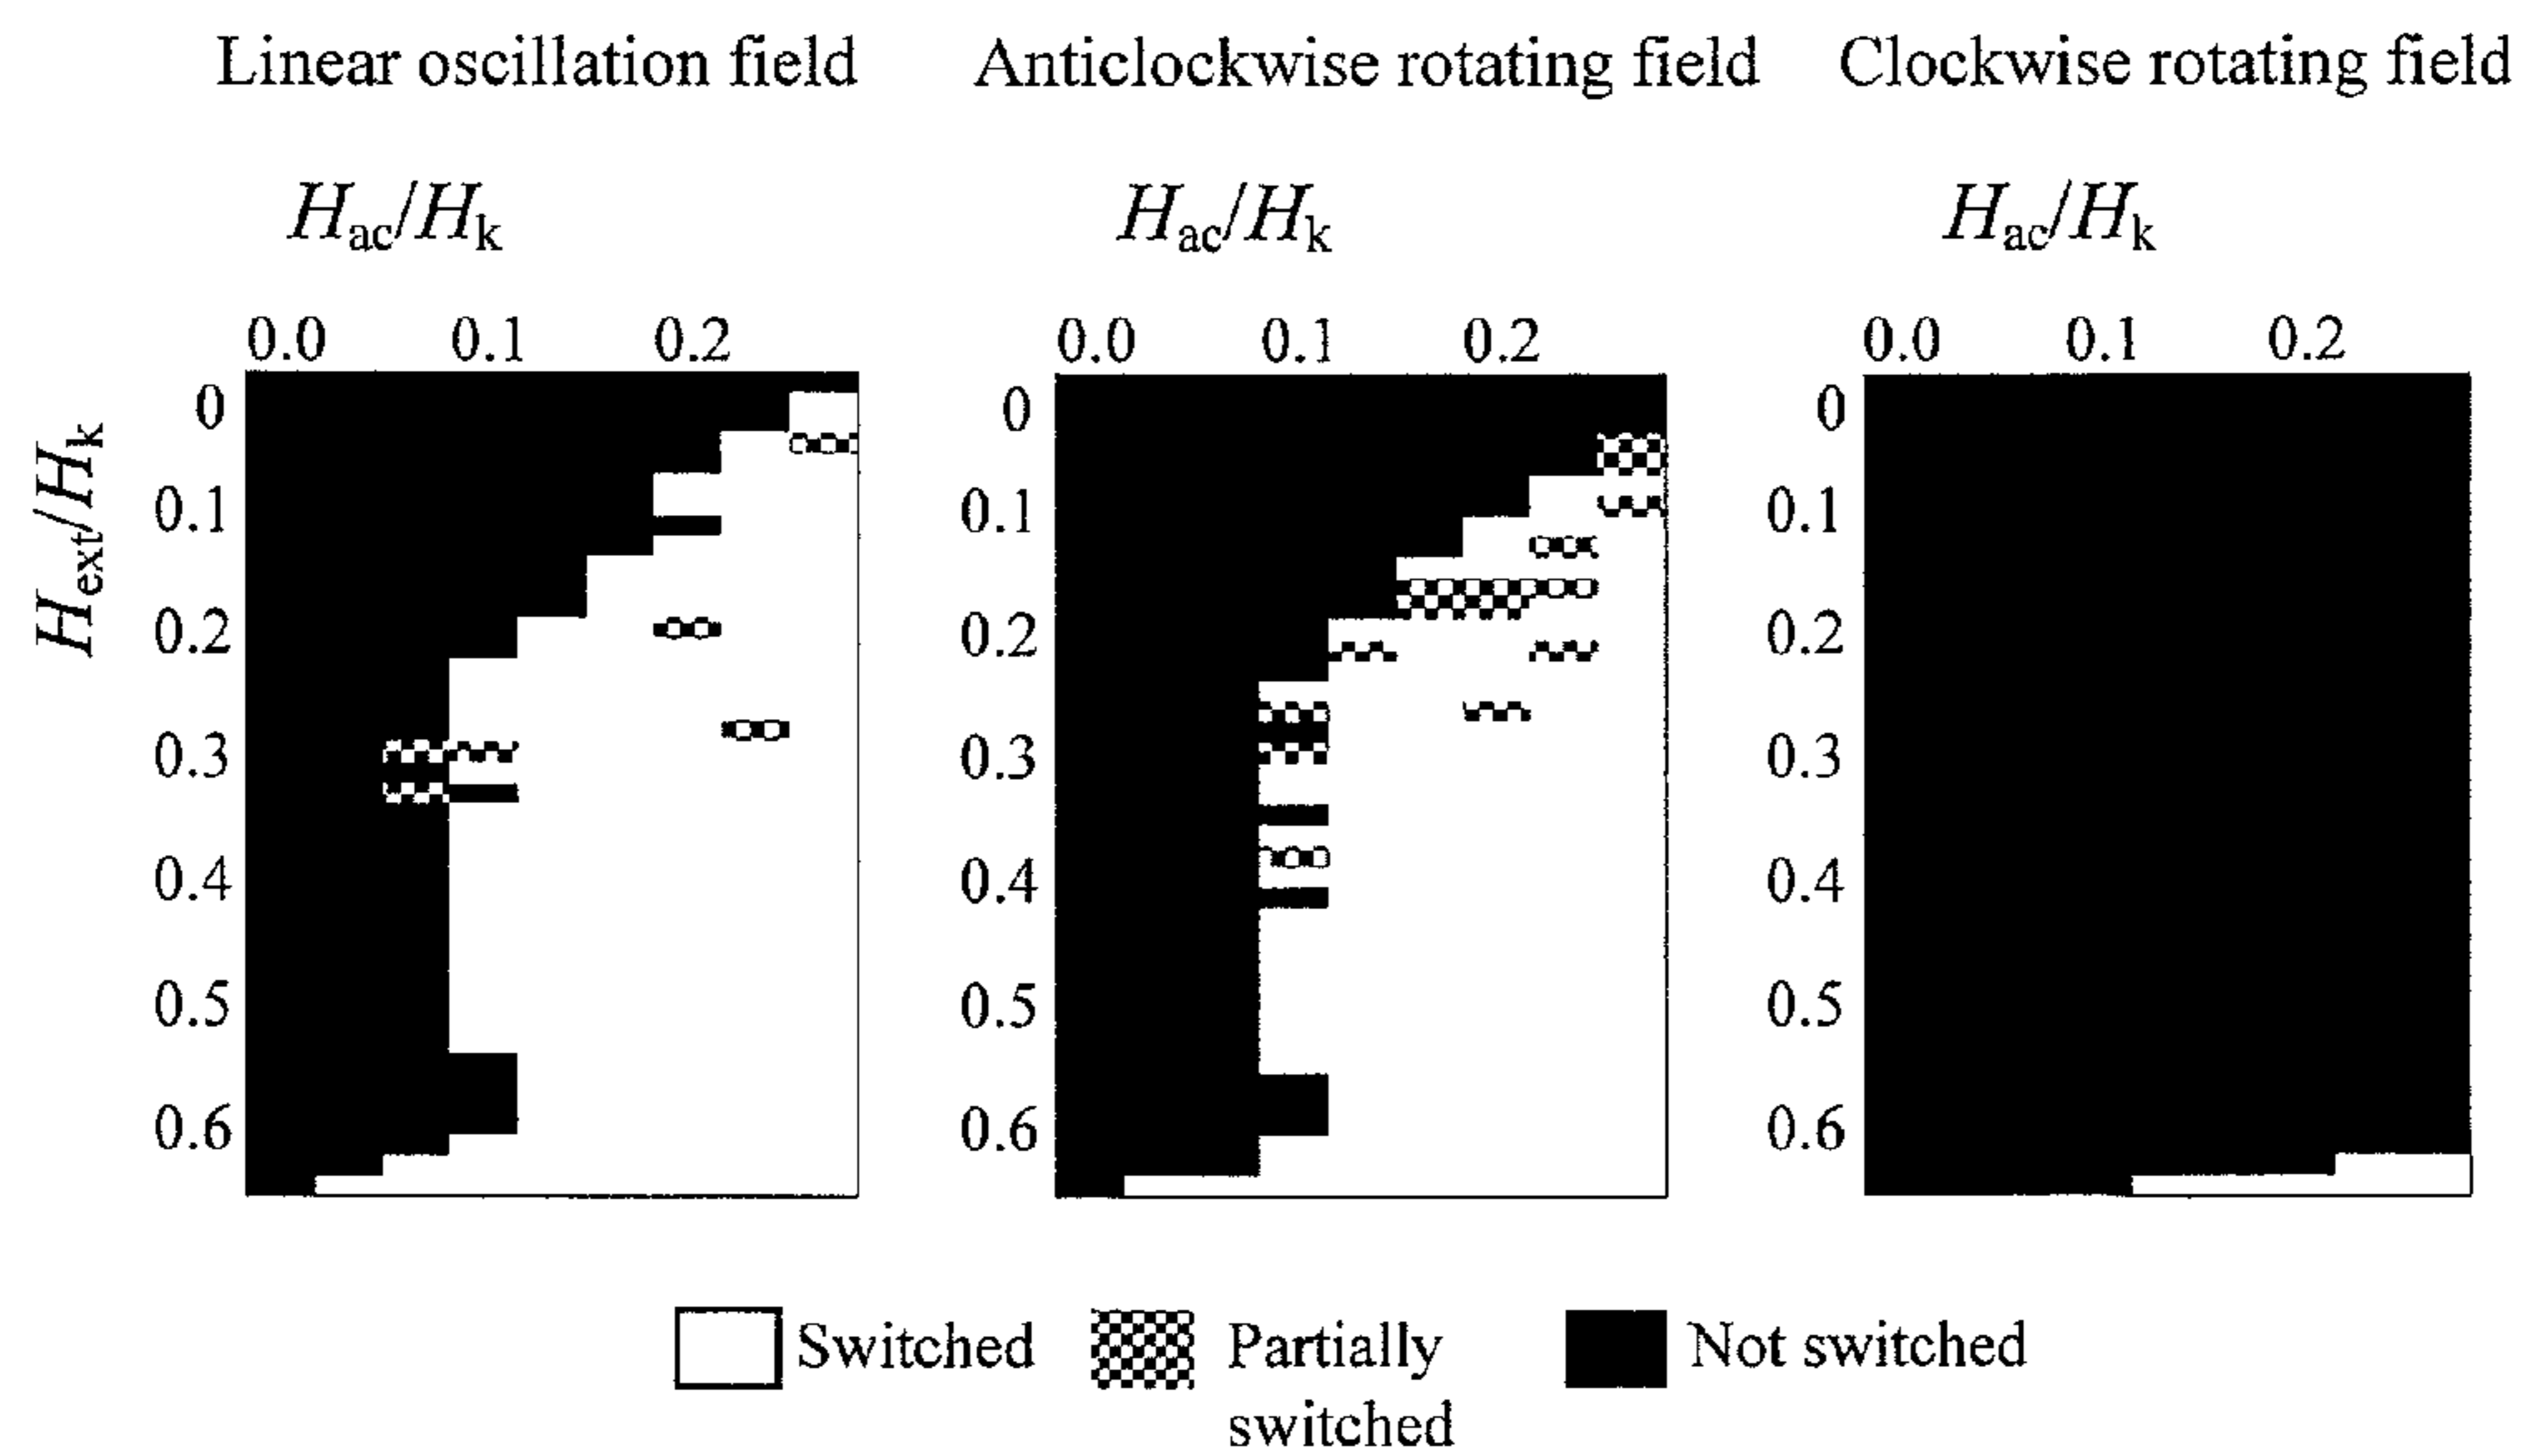 Linear oscillation field Anticlockwise rotating field Clockwise rotating field
Hac/Hk Hac/Hk Hac/Hk
0.0 0.1 0.2 0.0 0.1 0.2 0.0 0.1 0.2
Hext/Hk
0 0 0
0.1 0.1 0.1
0.2 0.2 0.2
0.3 0.3 0.3
0.4 0.4 0.4
0.5 0.5 0.5
0.6 0.6 0.6
Switched Partially Not switched
switched